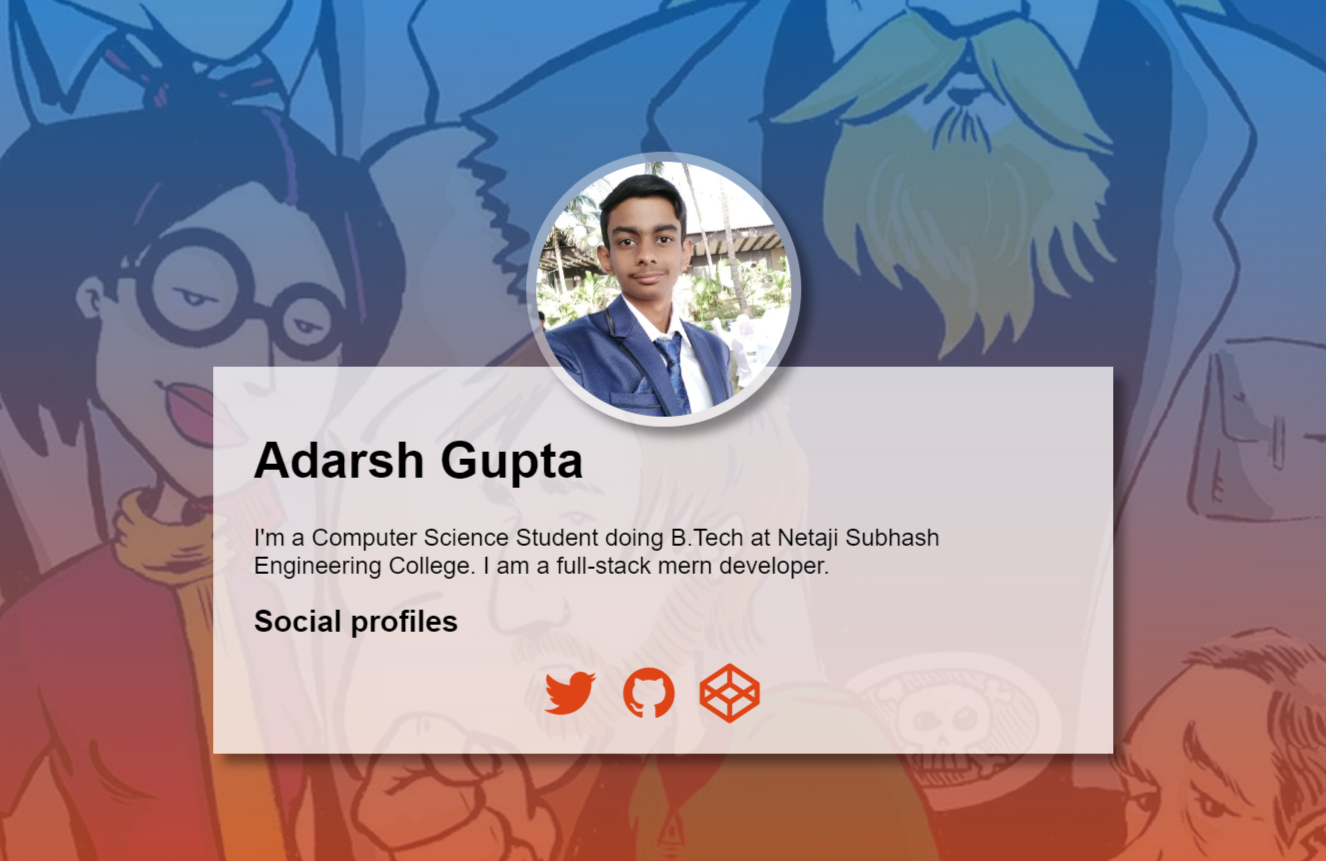 Adarsh Gupta
I'm a Computer Science Student doing B.Tech at Netaji Subhash
Engineering College. I am a full-stack mern developer.
Social profiles